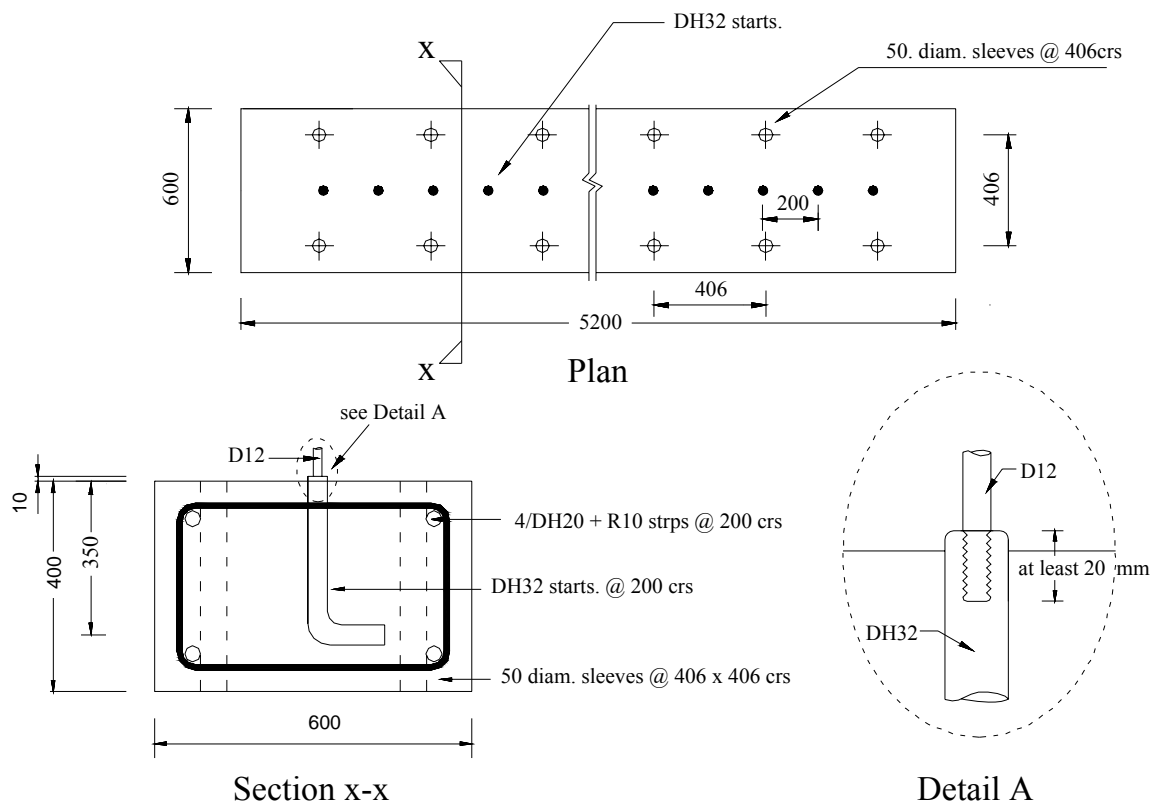 DH32 starts.
X
50. diam. sleeves @ 406crs
600
200
406
406
5200
X
Plan
see Detail A
D12
10
400
350
4/DH20 + R10 strps @ 200 crs
DH32 starts. @ 200 crs
50 diam. sleeves @ 406 x 406 crs
600
Section x-x
D12
at least 20 mm
DH32
Detail A